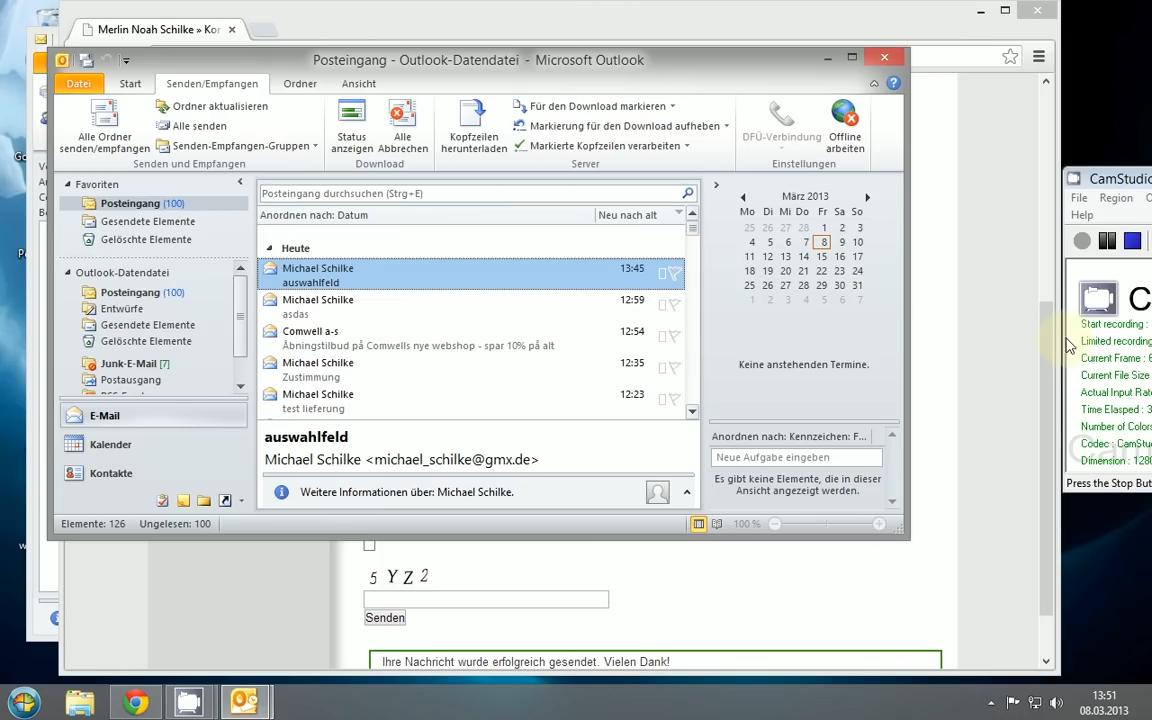 Merlin Noah Schilke » Kor
Posteingang - Outlook-Datendatei - Microsoft Outlook
Datei Start Senden/Empfangen Ordner Ansicht
Alle Ordner senden/empfangen
Ordner aktualisieren
Alle senden
Senden-Empfangen-Gruppen
Senden und Empfangen
Status anzeigen
Alle Abbrechen
Download
Kopfzeilen herunterladen
Für den Download markieren
Markierung für den Download aufheben
Markierte Kopfzeilen verarbeiten
Server
DFÜ-Verbindung
Offline arbeiten
Einstellungen
Favoriten
Posteingang (100)
Gesendete Elemente
Gelöschte Elemente
Outlook-Datendatei
Posteingang (100)
Entwürfe
Gesendete Elemente
Gelöschte Elemente
Junk-E-Mail [7]
Postausgang
E-Mail
Kalender
Kontakte
Elemente: 126 Ungelesen: 100
Posteingang durchsuchen (Strg+E)
Anordnen nach: Datum Neu nach alt
Heute
Michael Schilke 13:45
auswahlfeld
Michael Schilke 12:59
asdas
Comwell a-s 12:54
Åbningstilbud på Comwells nye webshop - spar 10% på alt
Michael Schilke 12:35
Zustimmung
Michael Schilke 12:23
test lieferung
auswahlfeld
Michael Schilke <michael_schilke@gmx.de>
Weitere Informationen über: Michael Schilke.
März 2013
Mo Di Mi Do Fr Sa So
25 26 27 28 1 2 3
4 5 6 7 8 9 10
11 12 13 14 15 16 17
18 19 20 21 22 23 24
25 26 27 28 29 30 31
1 2 3 4 5 6 7
Keine anstehenden Termine.
Anordnen nach: Kennzeichen: F...
Neue Aufgabe eingeben
Es gibt keine Elemente, die in dieser Ansicht angezeigt werden.
100 %
5 Y Z 2
Senden
Ihre Nachricht wurde erfolgreich gesendet. Vielen Dank!
CamStudio
File Region
Help
C
Start recording :
Limited recording
Current Frame : 6
Current File Size
Actual Input Rate
Time Elasped : 3
Number of Colors
Codec : CamStu
Dimension : 1280
Press the Stop But
13:51
08.03.2013